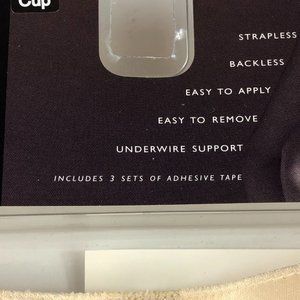 Cup
STRAPLESS
BACKLESS
EASY TO APPLY
EASY TO REMOVE
UNDERWIRE SUPPORT
INCLUDES 3 SETS OF ADHESIVE TAPE